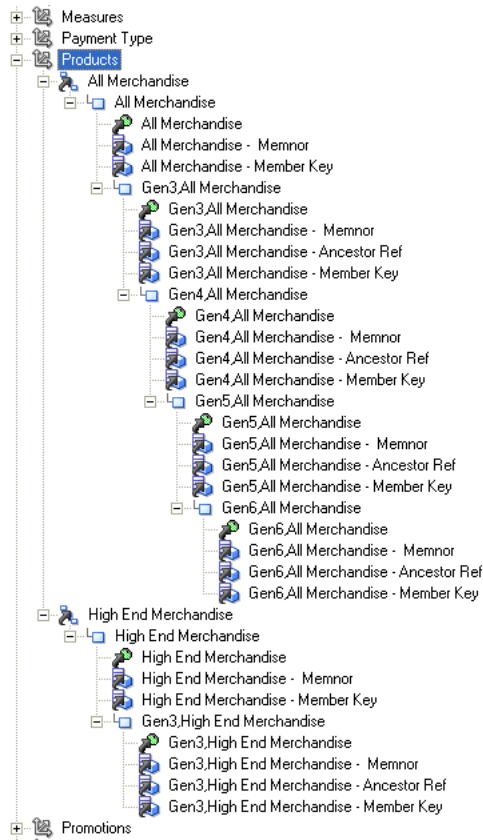 Measures
Payment Type
Products
All Merchandise
All Merchandise
All Merchandise
All Merchandise -  Memnor
All Merchandise - Member Key
Gen3,All Merchandise
Gen3,All Merchandise
Gen3,All Merchandise -  Memnor
Gen3,All Merchandise - Ancestor Ref
Gen3,All Merchandise - Member Key
Gen4,All Merchandise
Gen4,All Merchandise
Gen4,All Merchandise -  Memnor
Gen4,All Merchandise - Ancestor Ref
Gen4,All Merchandise - Member Key
Gen5,All Merchandise
Gen5,All Merchandise
Gen5,All Merchandise -  Memnor
Gen5,All Merchandise - Ancestor Ref
Gen5,All Merchandise - Member Key
Gen6,All Merchandise
Gen6,All Merchandise
Gen6,All Merchandise -  Memnor
Gen6,All Merchandise - Ancestor Ref
Gen6,All Merchandise - Member Key
High End Merchandise
High End Merchandise
High End Merchandise
High End Merchandise -  Memnor
High End Merchandise - Member Key
Gen3,High End Merchandise
Gen3,High End Merchandise
Gen3,High End Merchandise -  Memnor
Gen3,High End Merchandise - Ancestor Ref
Gen3,High End Merchandise - Member Key
Promotions